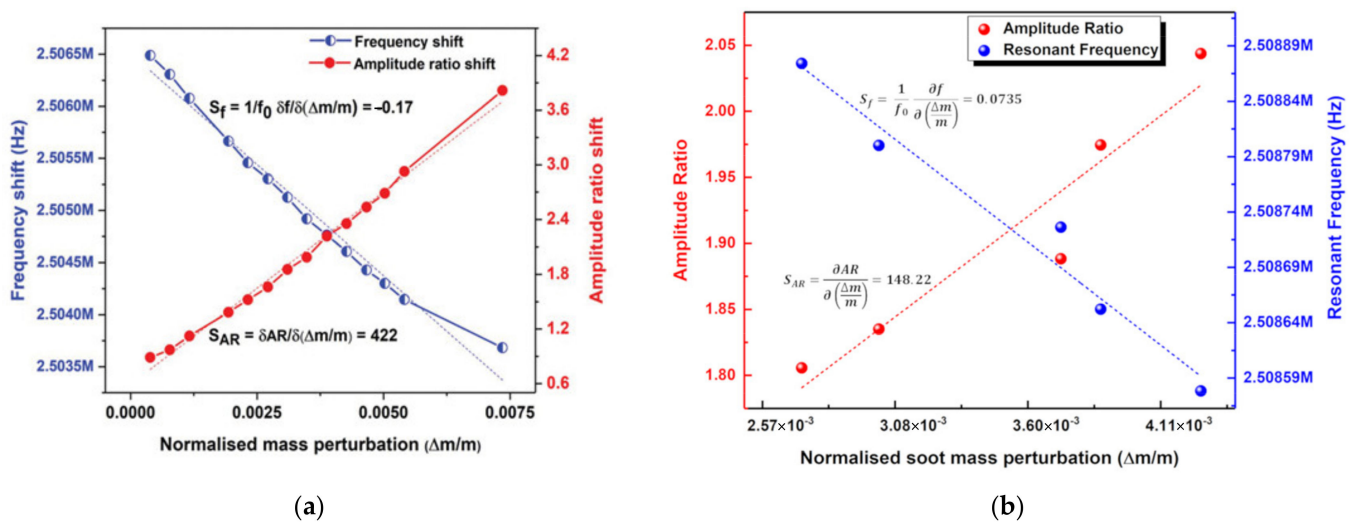 Frequency shift
Amplitude ratio shift
S_f = 1/f_0 δf/δ(Δm/m) = –0.17
S_AR = δAR/δ(Δm/m) = 422
2.5065M
2.5060M
2.5055M
2.5050M
2.5045M
2.5040M
2.5035M
Frequency shift (Hz)
4.2
3.6
3.0
2.4
1.8
1.2
0.6
Amplitude ratio shift
0.0000 0.0025 0.0050 0.0075
Normalised mass perturbation (Δm/m)
(a)
Amplitude Ratio
Resonant Frequency
S_f = 1/f_0 ∂f/∂(Δm/m) = 0.0735
S_AR = ∂AR/∂(Δm/m) = 148.22
2.05
2.00
1.95
1.90
1.85
1.80
Amplitude Ratio
2.50889M
2.50884M
2.50879M
2.50874M
2.50869M
2.50864M
2.50859M
Resonant Frequency (Hz)
2.57×10⁻³ 3.08×10⁻³ 3.60×10⁻³ 4.11×10⁻³
Normalised soot mass perturbation (Δm/m)
(b)